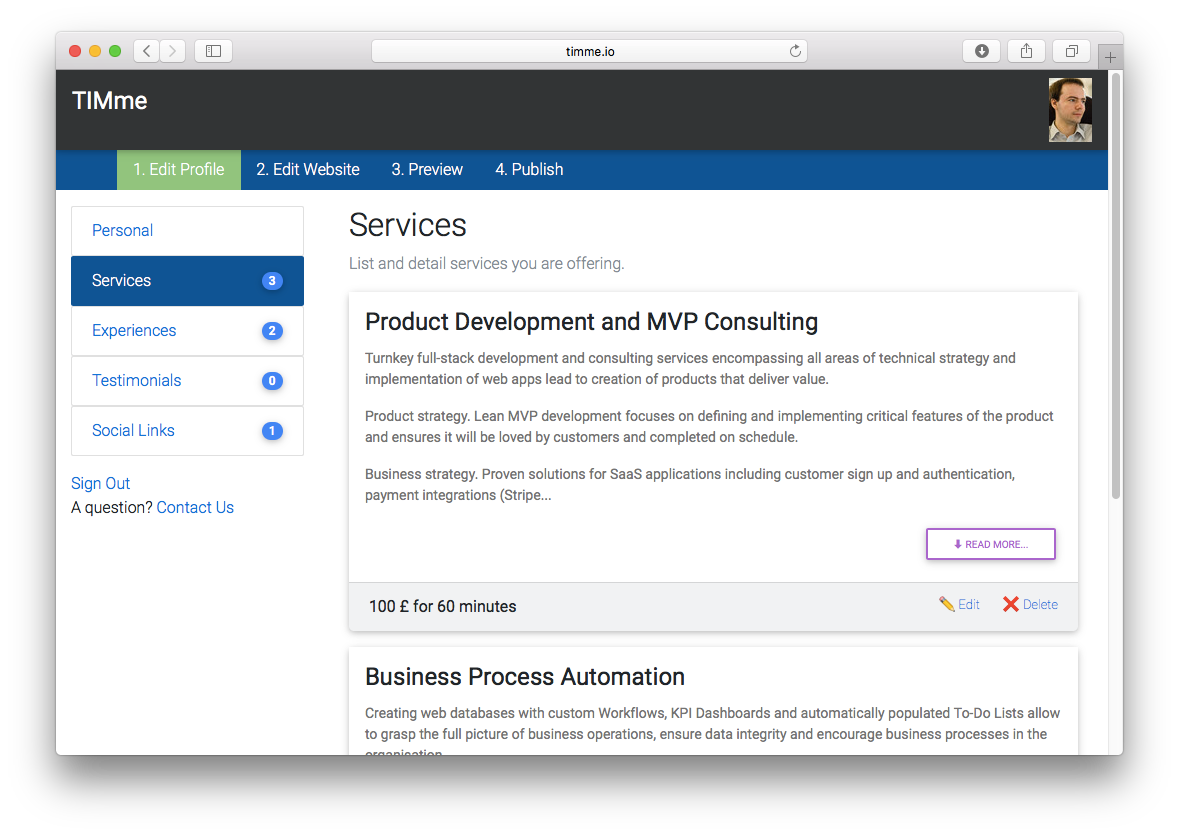 timme.io
TIMme
1. Edit Profile
2. Edit Website
3. Preview
4. Publish
Personal
Services 3
Experiences 2
Testimonials 0
Social Links 1
Sign Out
A question? Contact Us
Services
List and detail services you are offering.
Product Development and MVP Consulting
Turnkey full-stack development and consulting services encompassing all areas of technical strategy and
implementation of web apps lead to creation of products that deliver value.
Product strategy. Lean MVP development focuses on defining and implementing critical features of the product
and ensures it will be loved by customers and completed on schedule.
Business strategy. Proven solutions for SaaS applications including customer sign up and authentication,
payment integrations (Stripe...
READ MORE...
100 £ for 60 minutes
Edit
Delete
Business Process Automation
Creating web databases with custom Workflows, KPI Dashboards and automatically populated To-Do Lists allow
to grasp the full picture of business operations, ensure data integrity and encourage business processes in the
organisation